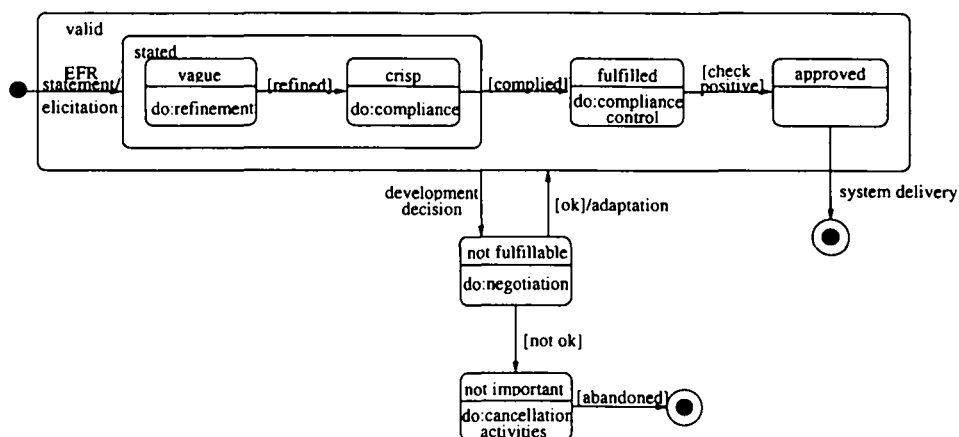 valid
stated
EFR
statement/
elicitation
vague
do:refinement
[refined]
crisp
do:compliance
[complied]
fulfilled
do:compliance
control
[check
positive]
approved
development
decision
[ok]/adaptation
system delivery
not fulfillable
do:negotiation
[not ok]
not important
do:cancellation
activities
[abandoned]